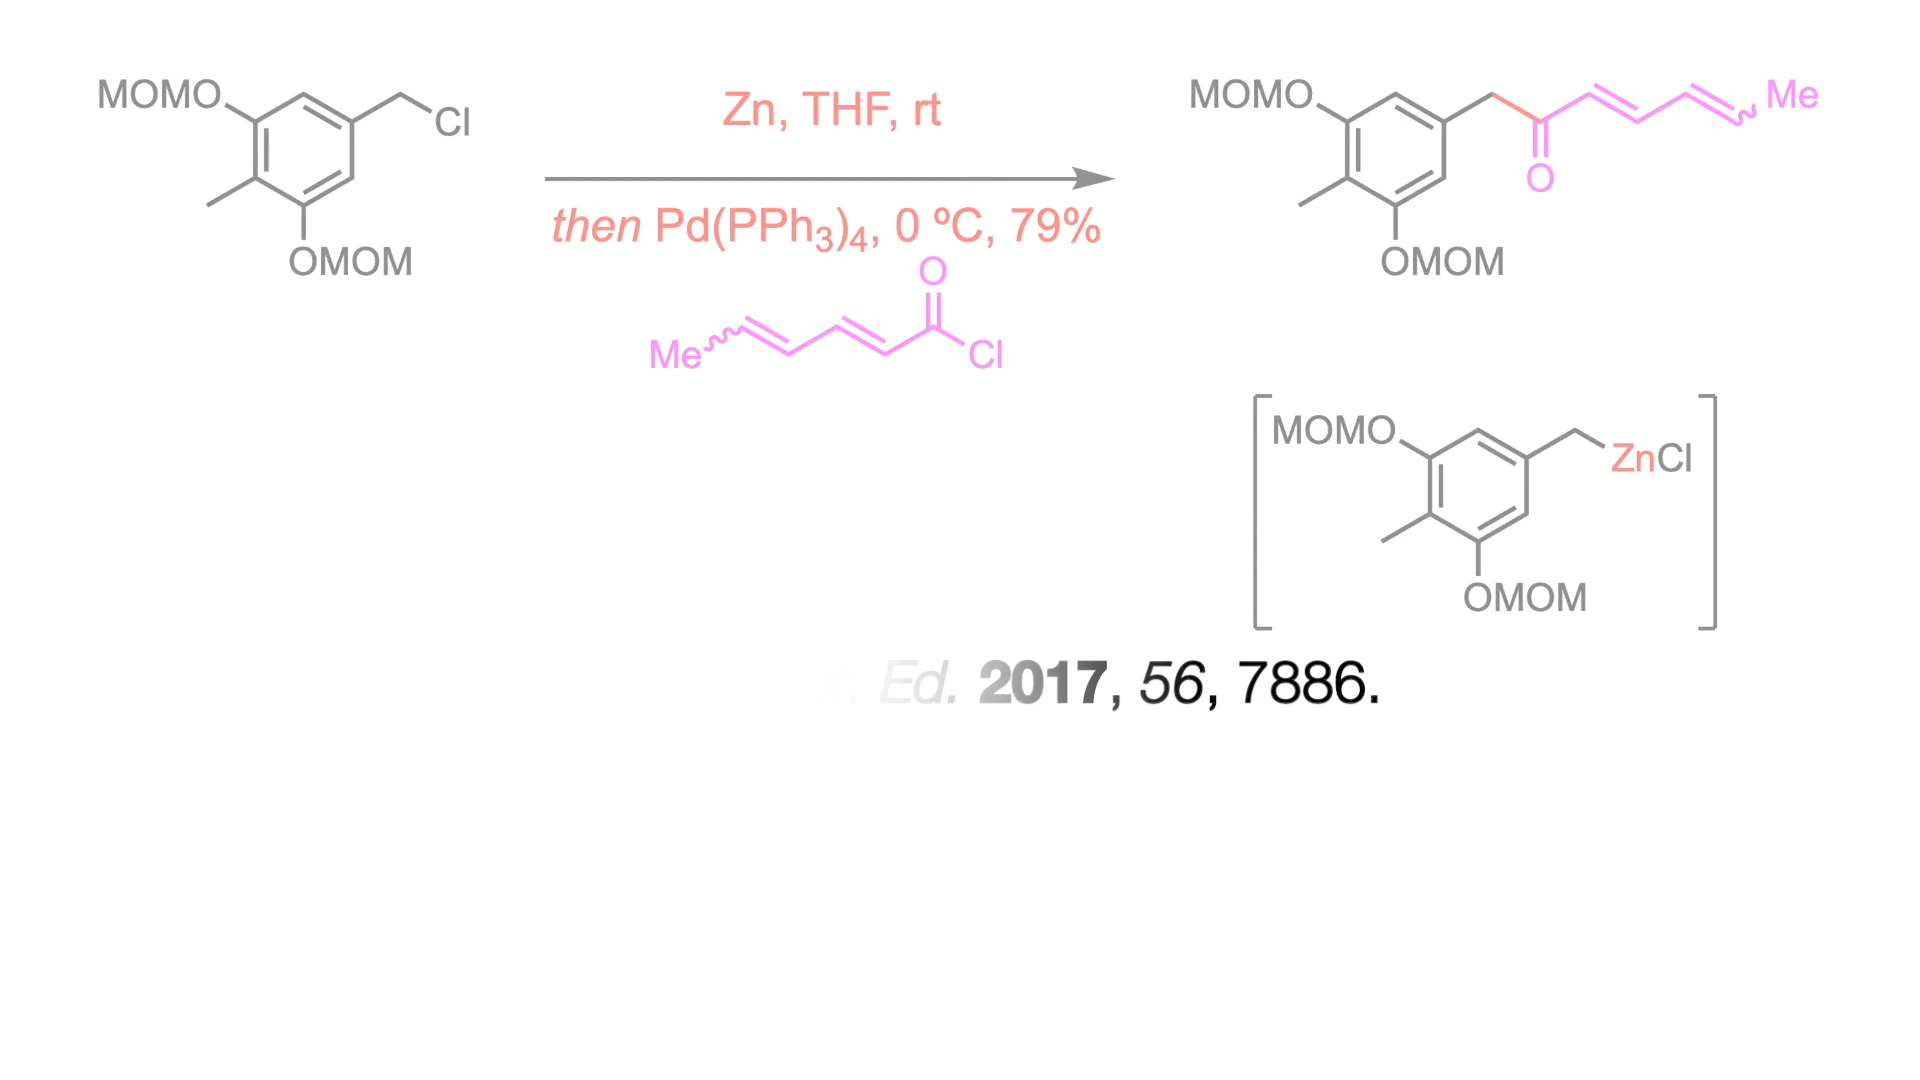 MOMO
Cl
OMOM
Zn, THF, rt
then Pd(PPh3)4, 0 ºC, 79%
O
Me
Cl
MOMO
Me
O
OMOM
MOMO
ZnCl
OMOM
Ed. 2017, 56, 7886.